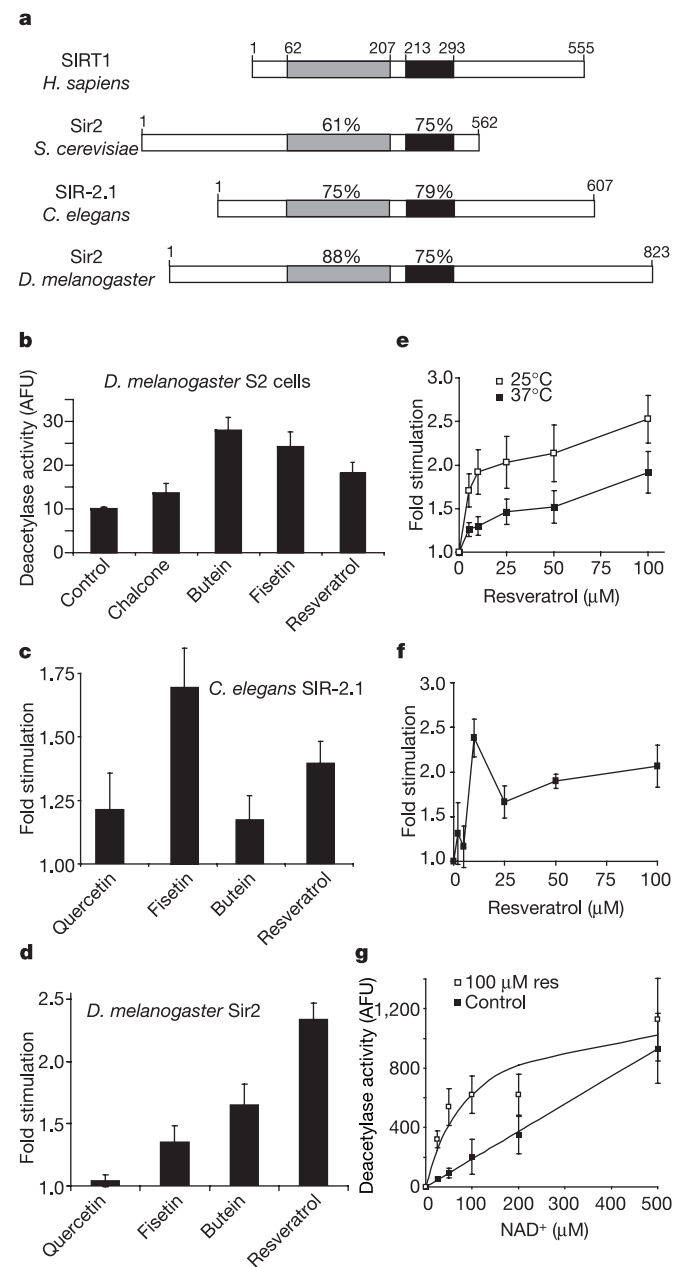 a
SIRT1
H. sapiens
1 62 207 213 293 555
Sir2
S. cerevisiae
1 61% 75% 562
SIR-2.1
C. elegans
1 75% 79% 607
Sir2
D. melanogaster
1 88% 75% 823
b
D. melanogaster S2 cells
Deacetylase activity (AFU)
30
20
10
0
Control
Chalcone
Butein
Fisetin
Resveratrol
e
25°C
37°C
Fold stimulation
3.0
2.5
2.0
1.5
1.0
0 25 50 75 100
Resveratrol (µM)
c
C. elegans SIR-2.1
Fold stimulation
1.75
1.50
1.25
1.00
Quercetin
Fisetin
Butein
Resveratrol
f
Fold stimulation
3.0
2.5
2.0
1.5
1.0
0 25 50 75 100
Resveratrol (µM)
d
D. melanogaster Sir2
Fold stimulation
2.5
2.0
1.5
1.0
Quercetin
Fisetin
Butein
Resveratrol
g
100 µM res
Control
Deacetylase activity (AFU)
1,200
800
400
0
0 100 200 300 400 500
NAD⁺ (µM)